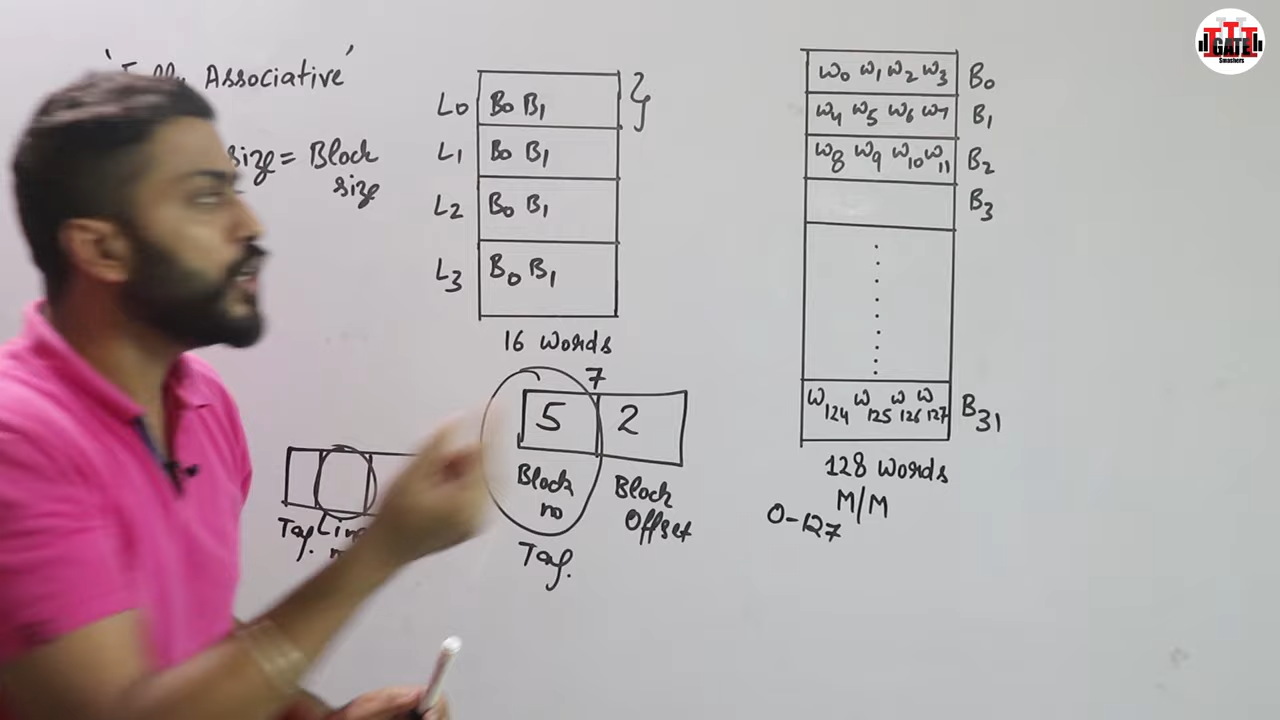 Associative'
size = Block
size
L0 B0 B1
L1 B0 B1
L2 B0 B1
L3 B0 B1
16 words
7
5 2
Block
no
Block
Offset
Tag.
Tag.
W0 W1 W2 W3 B0
W4 W5 W6 W7 B1
W8 W9 W10 W11 B2
B3
W124 W125 W126 W127 B31
128 words
M/M
0-127
GATE
Smashers